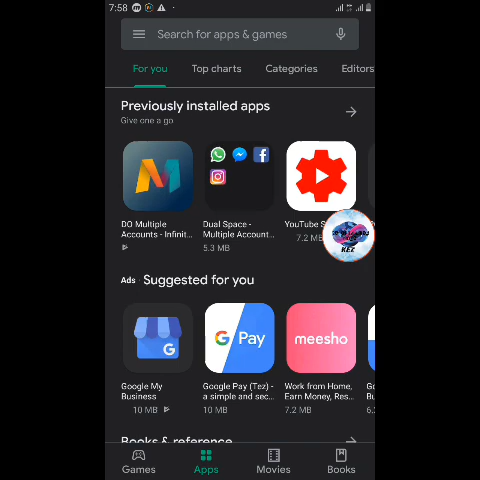 7:58
Search for apps & games
For you Top charts Categories Editors
Previously installed apps
Give one a go
DO Multiple
Accounts - Infinit...
Dual Space -
Multiple Account...
5.3 MB
YouTube S
7.2 MB
KEZ
Ads Suggested for you
G Pay
meesho
Google My
Business
10 MB
Google Pay (Tez) -
a simple and sec...
10 MB
Work from Home,
Earn Money, Res...
7.2 MB
Books & reference
Games Apps Movies Books